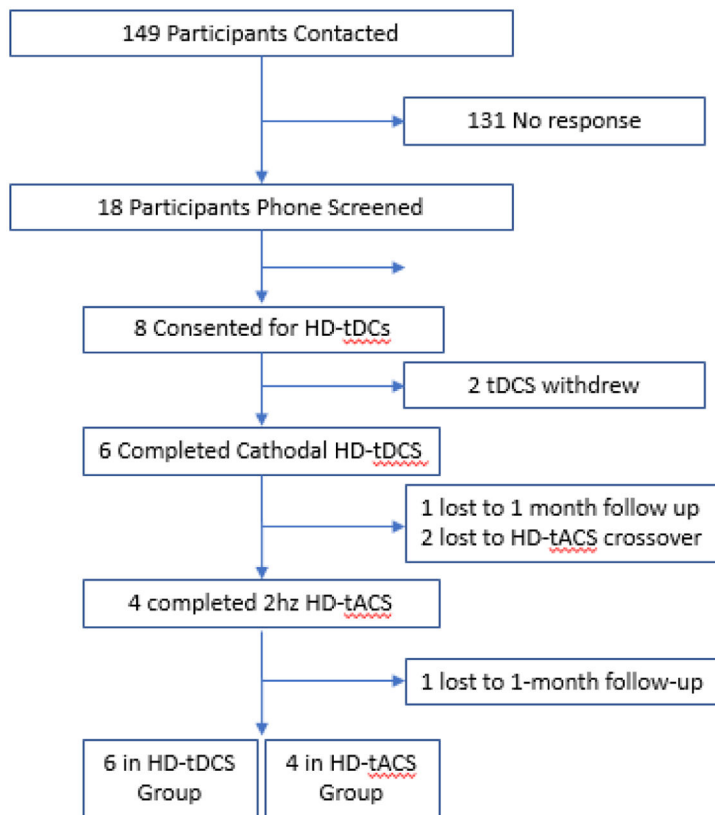 149 Participants Contacted
131 No response
18 Participants Phone Screened
8 Consented for HD-tDCs
2 tDCS withdrew
6 Completed Cathodal HD-tDCS
1 lost to 1 month follow up
2 lost to HD-tACS crossover
4 completed 2hz HD-tACS
1 lost to 1-month follow-up
6 in HD-tDCS
Group
4 in HD-tACS
Group